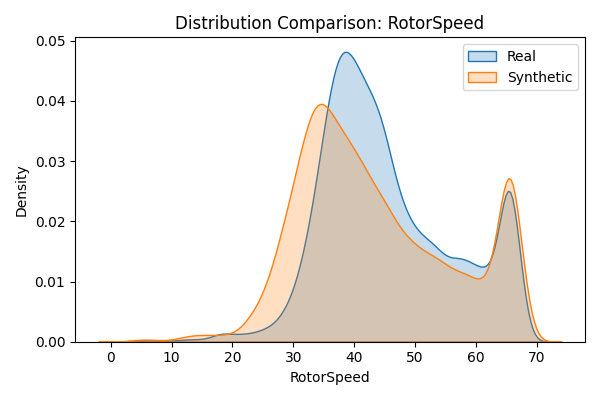 Distribution Comparison: RotorSpeed
0.05
0.04
0.03
0.02
0.01
0.00
Density
Real
Synthetic
0 10 20 30 40 50 60 70
RotorSpeed